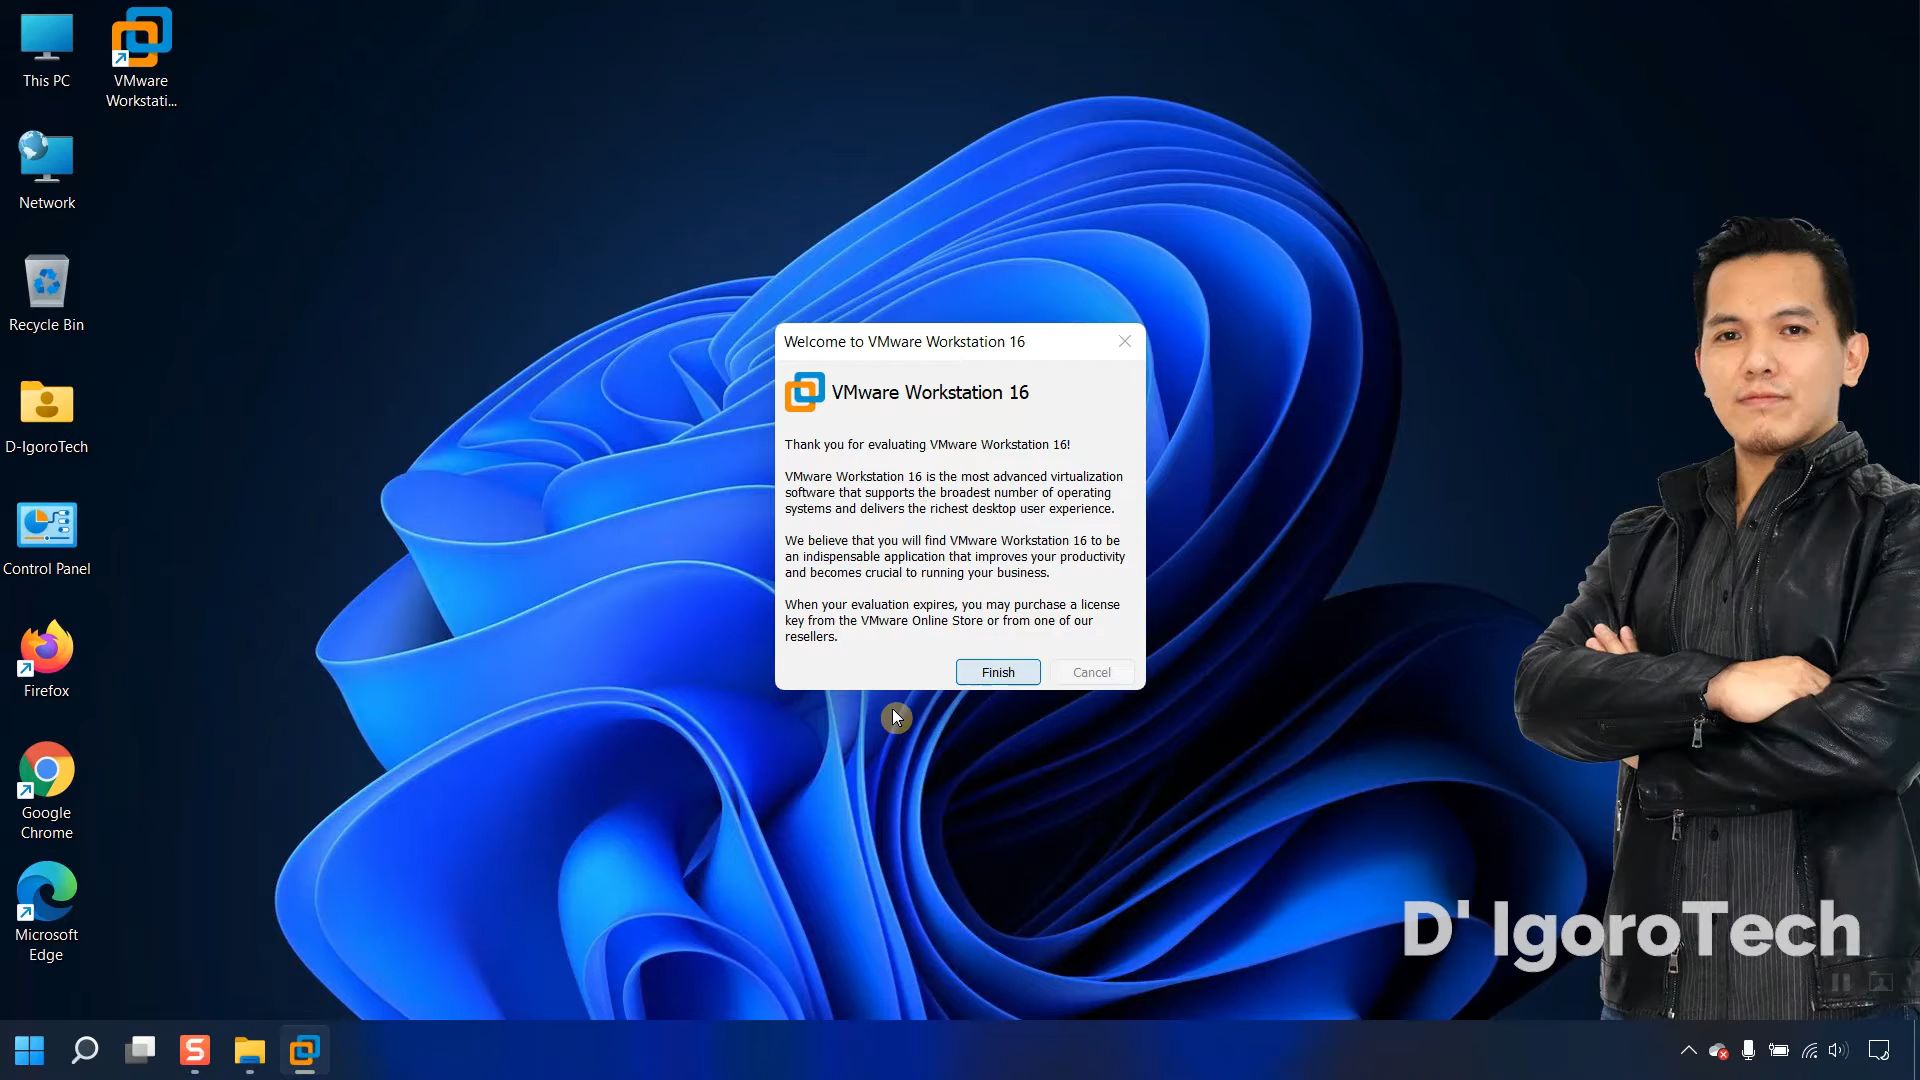 This PC
VMware
Workstati...
Network
Recycle Bin
D-IgoroTech
Control Panel
Firefox
Google
Chrome
Microsoft
Edge
Welcome to VMware Workstation 16
VMware Workstation 16
Thank you for evaluating VMware Workstation 16!
VMware Workstation 16 is the most advanced virtualization
software that supports the broadest number of operating
systems and delivers the richest desktop user experience.
We believe that you will find VMware Workstation 16 to be
an indispensable application that improves your productivity
and becomes crucial to running your business.
When your evaluation expires, you may purchase a license
key from the VMware Online Store or from one of our
resellers.
Finish
Cancel
D' IgoroTech